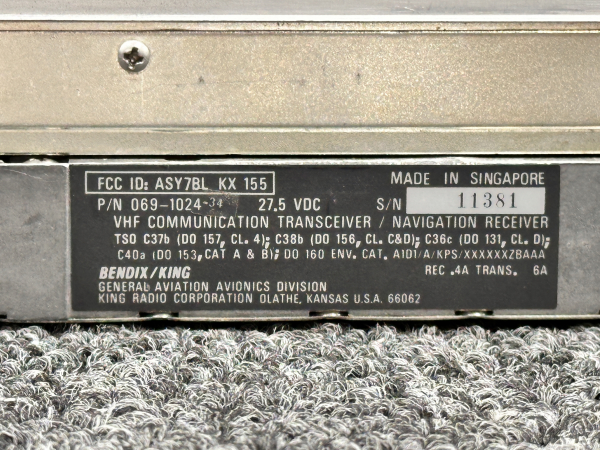 FCC ID: ASY7BL KX 155 MADE IN SINGAPORE
P/N 069-1024-34 27.5 VDC S/N 11381
VHF COMMUNICATION TRANSCEIVER / NAVIGATION RECEIVER
TSO C37b (DO 157, CL. 4); C38b (DO 156, CL. C&D); C36c (DO 131, CL. D);
C40a (DO 153, CAT A & B); DO 160 ENV. CAT. A1D1/A/KPS/XXXXXXZBAAA
BENDIX/KING REC .4A TRANS. 6A
GENERAL AVIATION AVIONICS DIVISION
KING RADIO CORPORATION OLATHE, KANSAS U.S.A. 66062